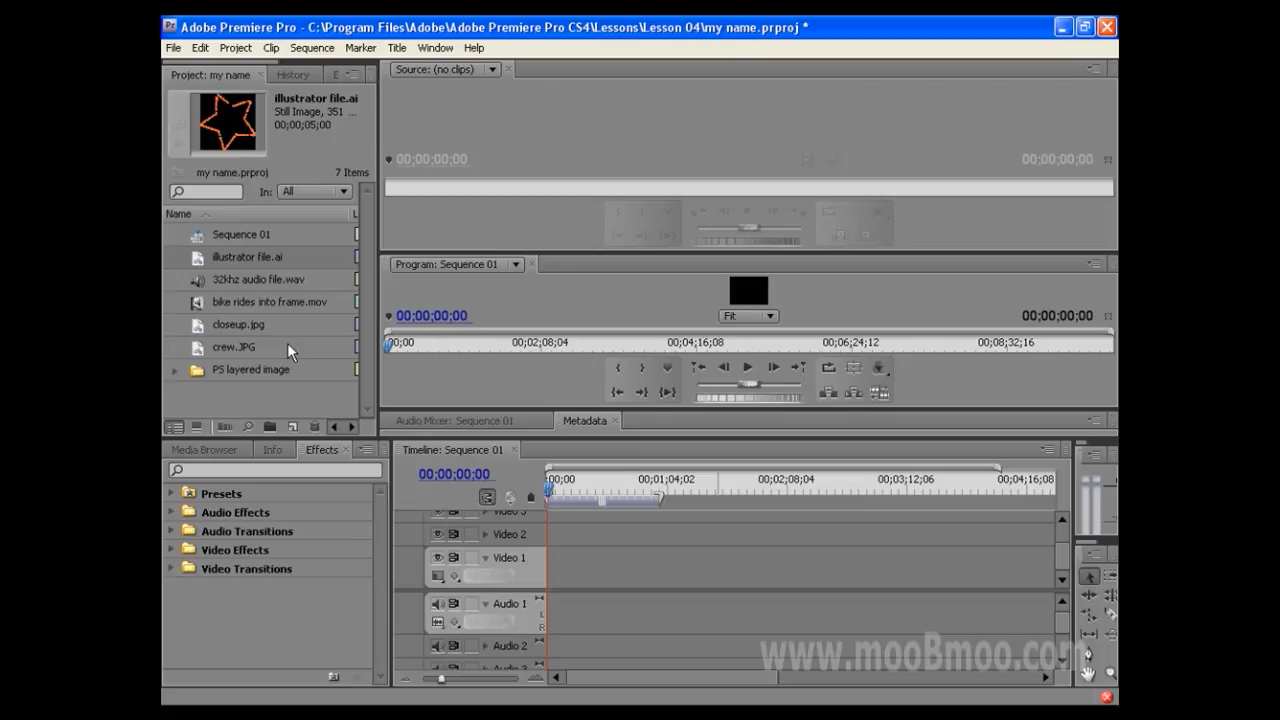 Adobe Premiere Pro - C:\Program Files\Adobe\Adobe Premiere Pro CS4\Lessons\Lesson 04\my name.prproj *
File Edit Project Clip Sequence Marker Title Window Help
Project: my name
History
E
illustrator file.ai
Still Image, 351 ...
00;00;05;00
my name.prproj
7 Items
In: All
Name
L
Sequence 01
illustrator file.ai
32khz audio file.wav
bike rides into frame.mov
closeup.jpg
crew.JPG
PS layered image
Source: (no clips)
00;00;00;00
00;00;00;00
Program: Sequence 01
00;00;00;00
Fit
00;00;00;00
00;00 00;02;08;04 00;04;16;08 00;06;24;12 00;08;32;16
Audio Mixer: Sequence 01
Metadata
Media Browser
Info
Effects
Presets
Audio Effects
Audio Transitions
Video Effects
Video Transitions
Timeline: Sequence 01
00;00;00;00
00;00 00;01;04;02 00;02;08;04 00;03;12;06 00;04;16;08
Video 3
Video 2
Video 1
Audio 1
L
R
Audio 2
Audio 3
www.mooBmoo.com